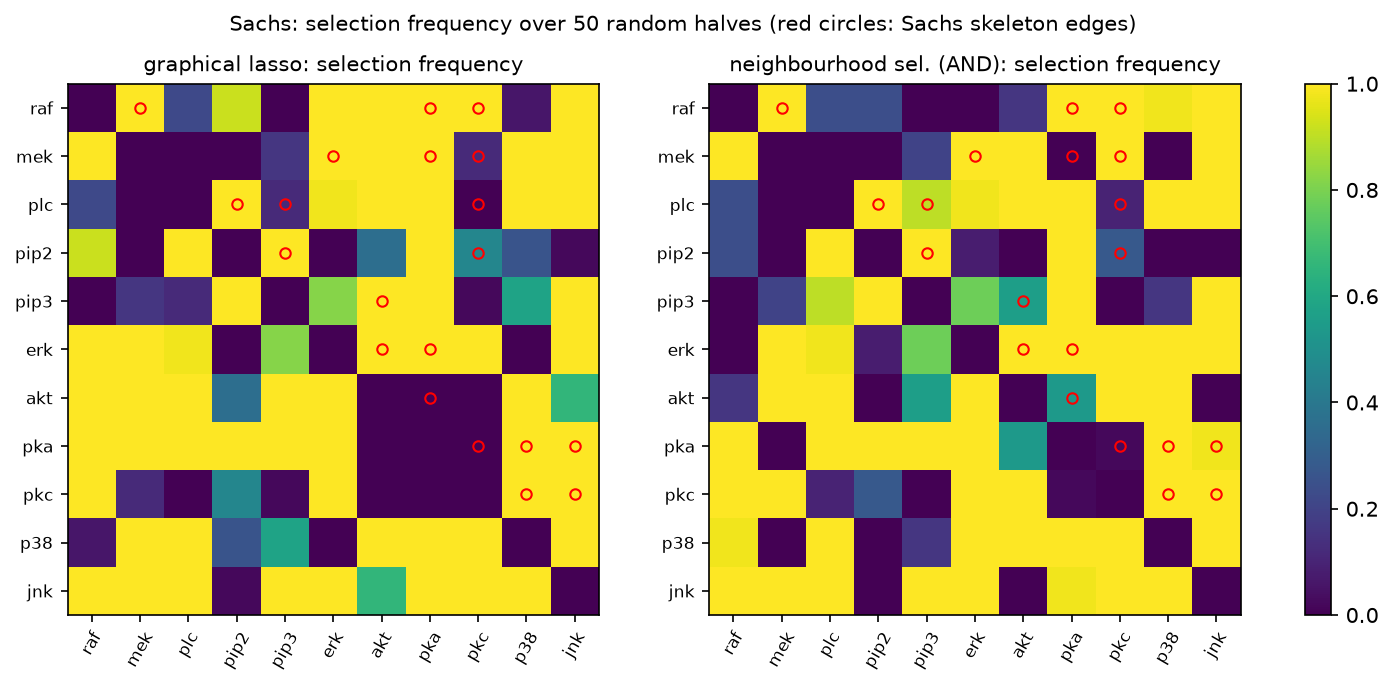 Sachs: selection frequency over 50 random halves (red circles: Sachs skeleton edges)
graphical lasso: selection frequency
neighbourhood sel. (AND): selection frequency
raf
mek
plc
pip2
pip3
erk
akt
pka
pkc
p38
jnk
raf
mek
plc
pip2
pip3
erk
akt
pka
pkc
p38
jnk
1.0
0.8
0.6
0.4
0.2
0.0
raf mek plc pip2 pip3 erk akt pka pkc p38 jnk
raf mek plc pip2 pip3 erk akt pka pkc p38 jnk